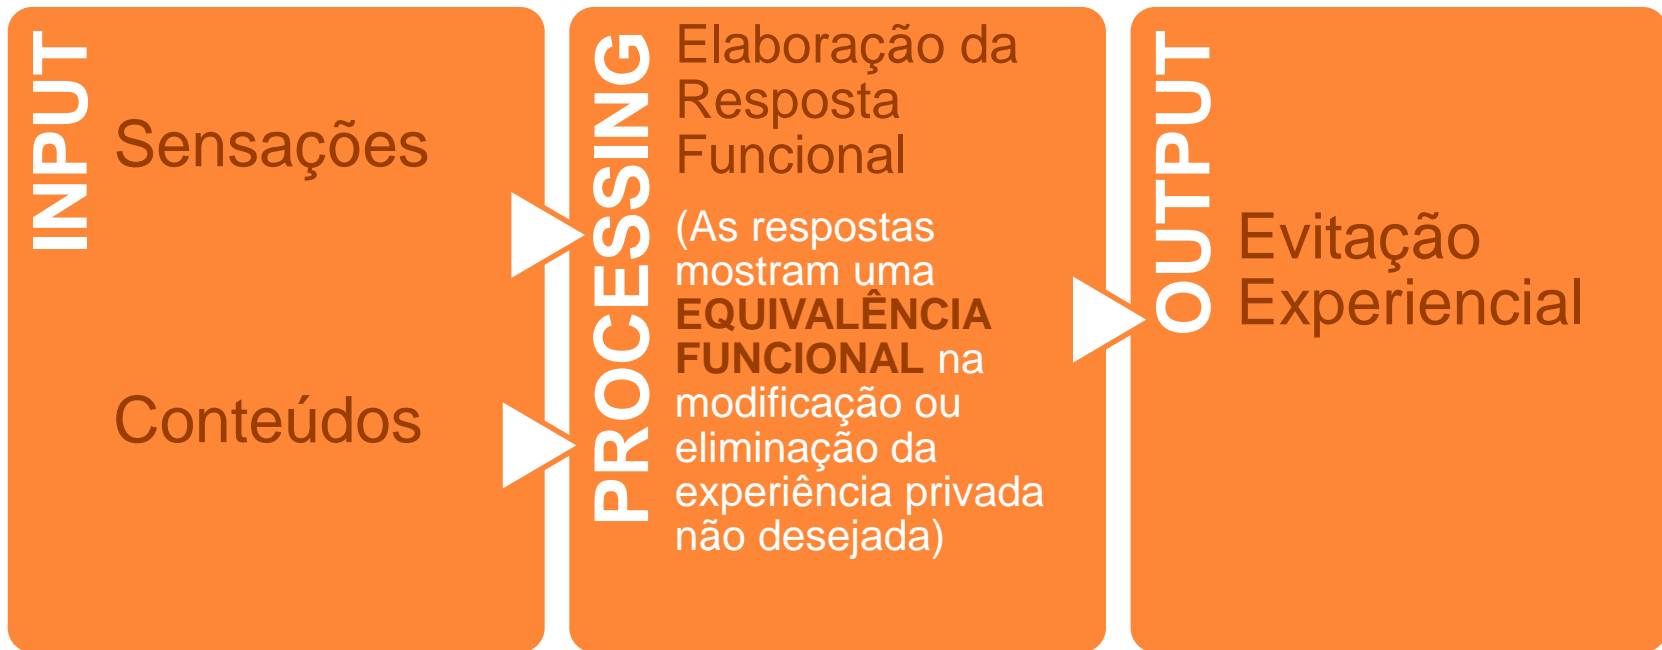 INPUT
Sensações
Conteúdos
PROCESSING
Elaboração da
Resposta
Funcional
(As respostas
mostram uma
EQUIVALÊNCIA
FUNCIONAL na
modificação ou
eliminação da
experiência privada
não desejada)
OUTPUT
Evitação
Experiencial